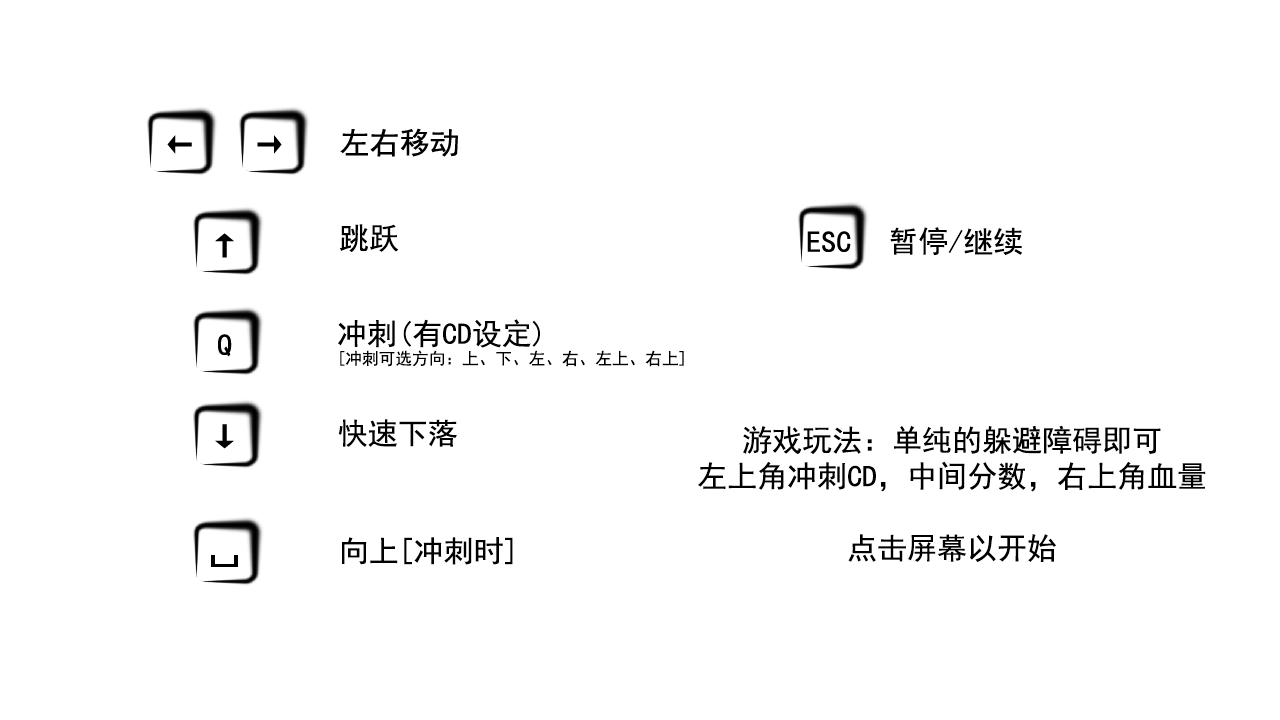 ← → 左右移动
↑ 跳跃
ESC 暂停/继续
Q 冲刺(有CD设定)
[冲刺可选方向: 上、下、左、右、左上、右上]
↓ 快速下落
游戏玩法: 单纯的躲避障碍即可
左上角冲刺CD, 中间分数, 右上角血量
␣ 向上[冲刺时]
点击屏幕以开始